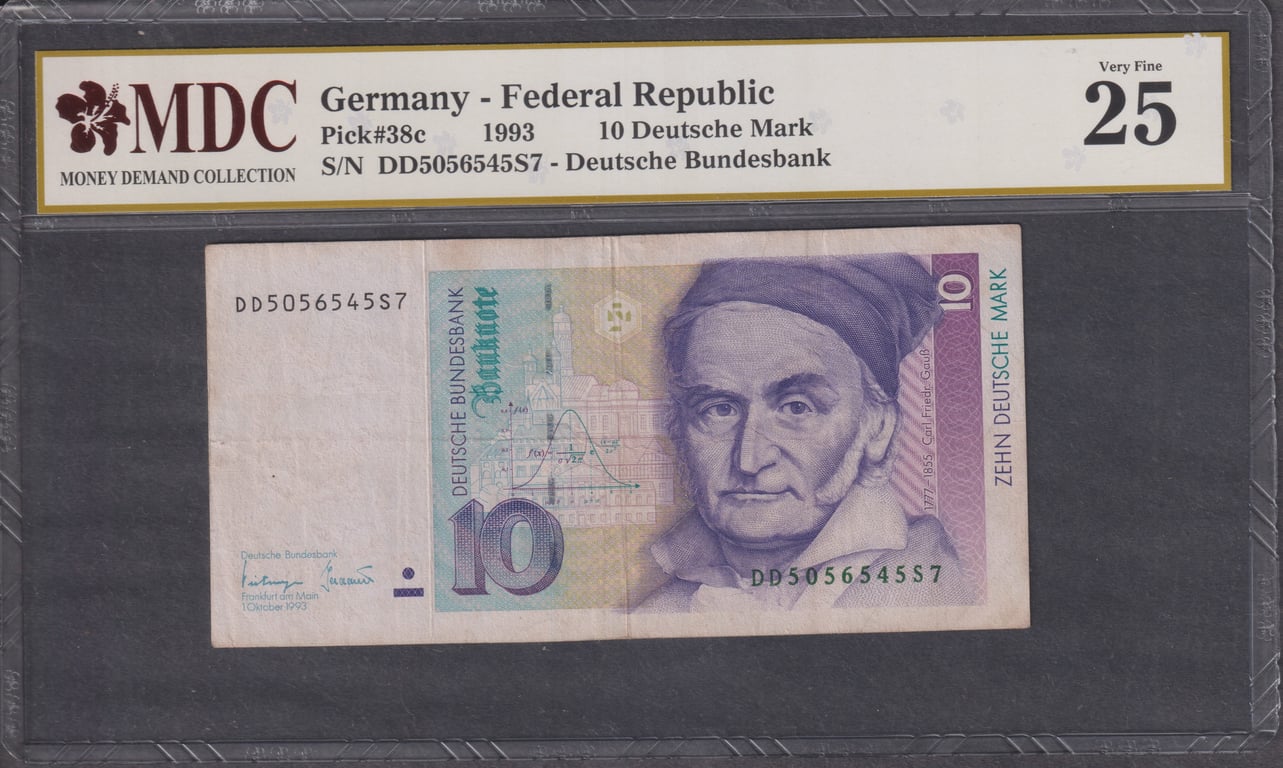 MDC
MONEY DEMAND COLLECTION
Germany - Federal Republic
Pick#38c 1993 10 Deutsche Mark
S/N DD5056545S7 - Deutsche Bundesbank
Very Fine
25
DD5056545S7
DEUTSCHE BUNDESBANK
Banknote
10
1777–1855 Carl Friedr. Gauß
10
ZEHN DEUTSCHE MARK
Deutsche Bundesbank
Frankfurt am Main
1.Oktober 1993
DD5056545S7